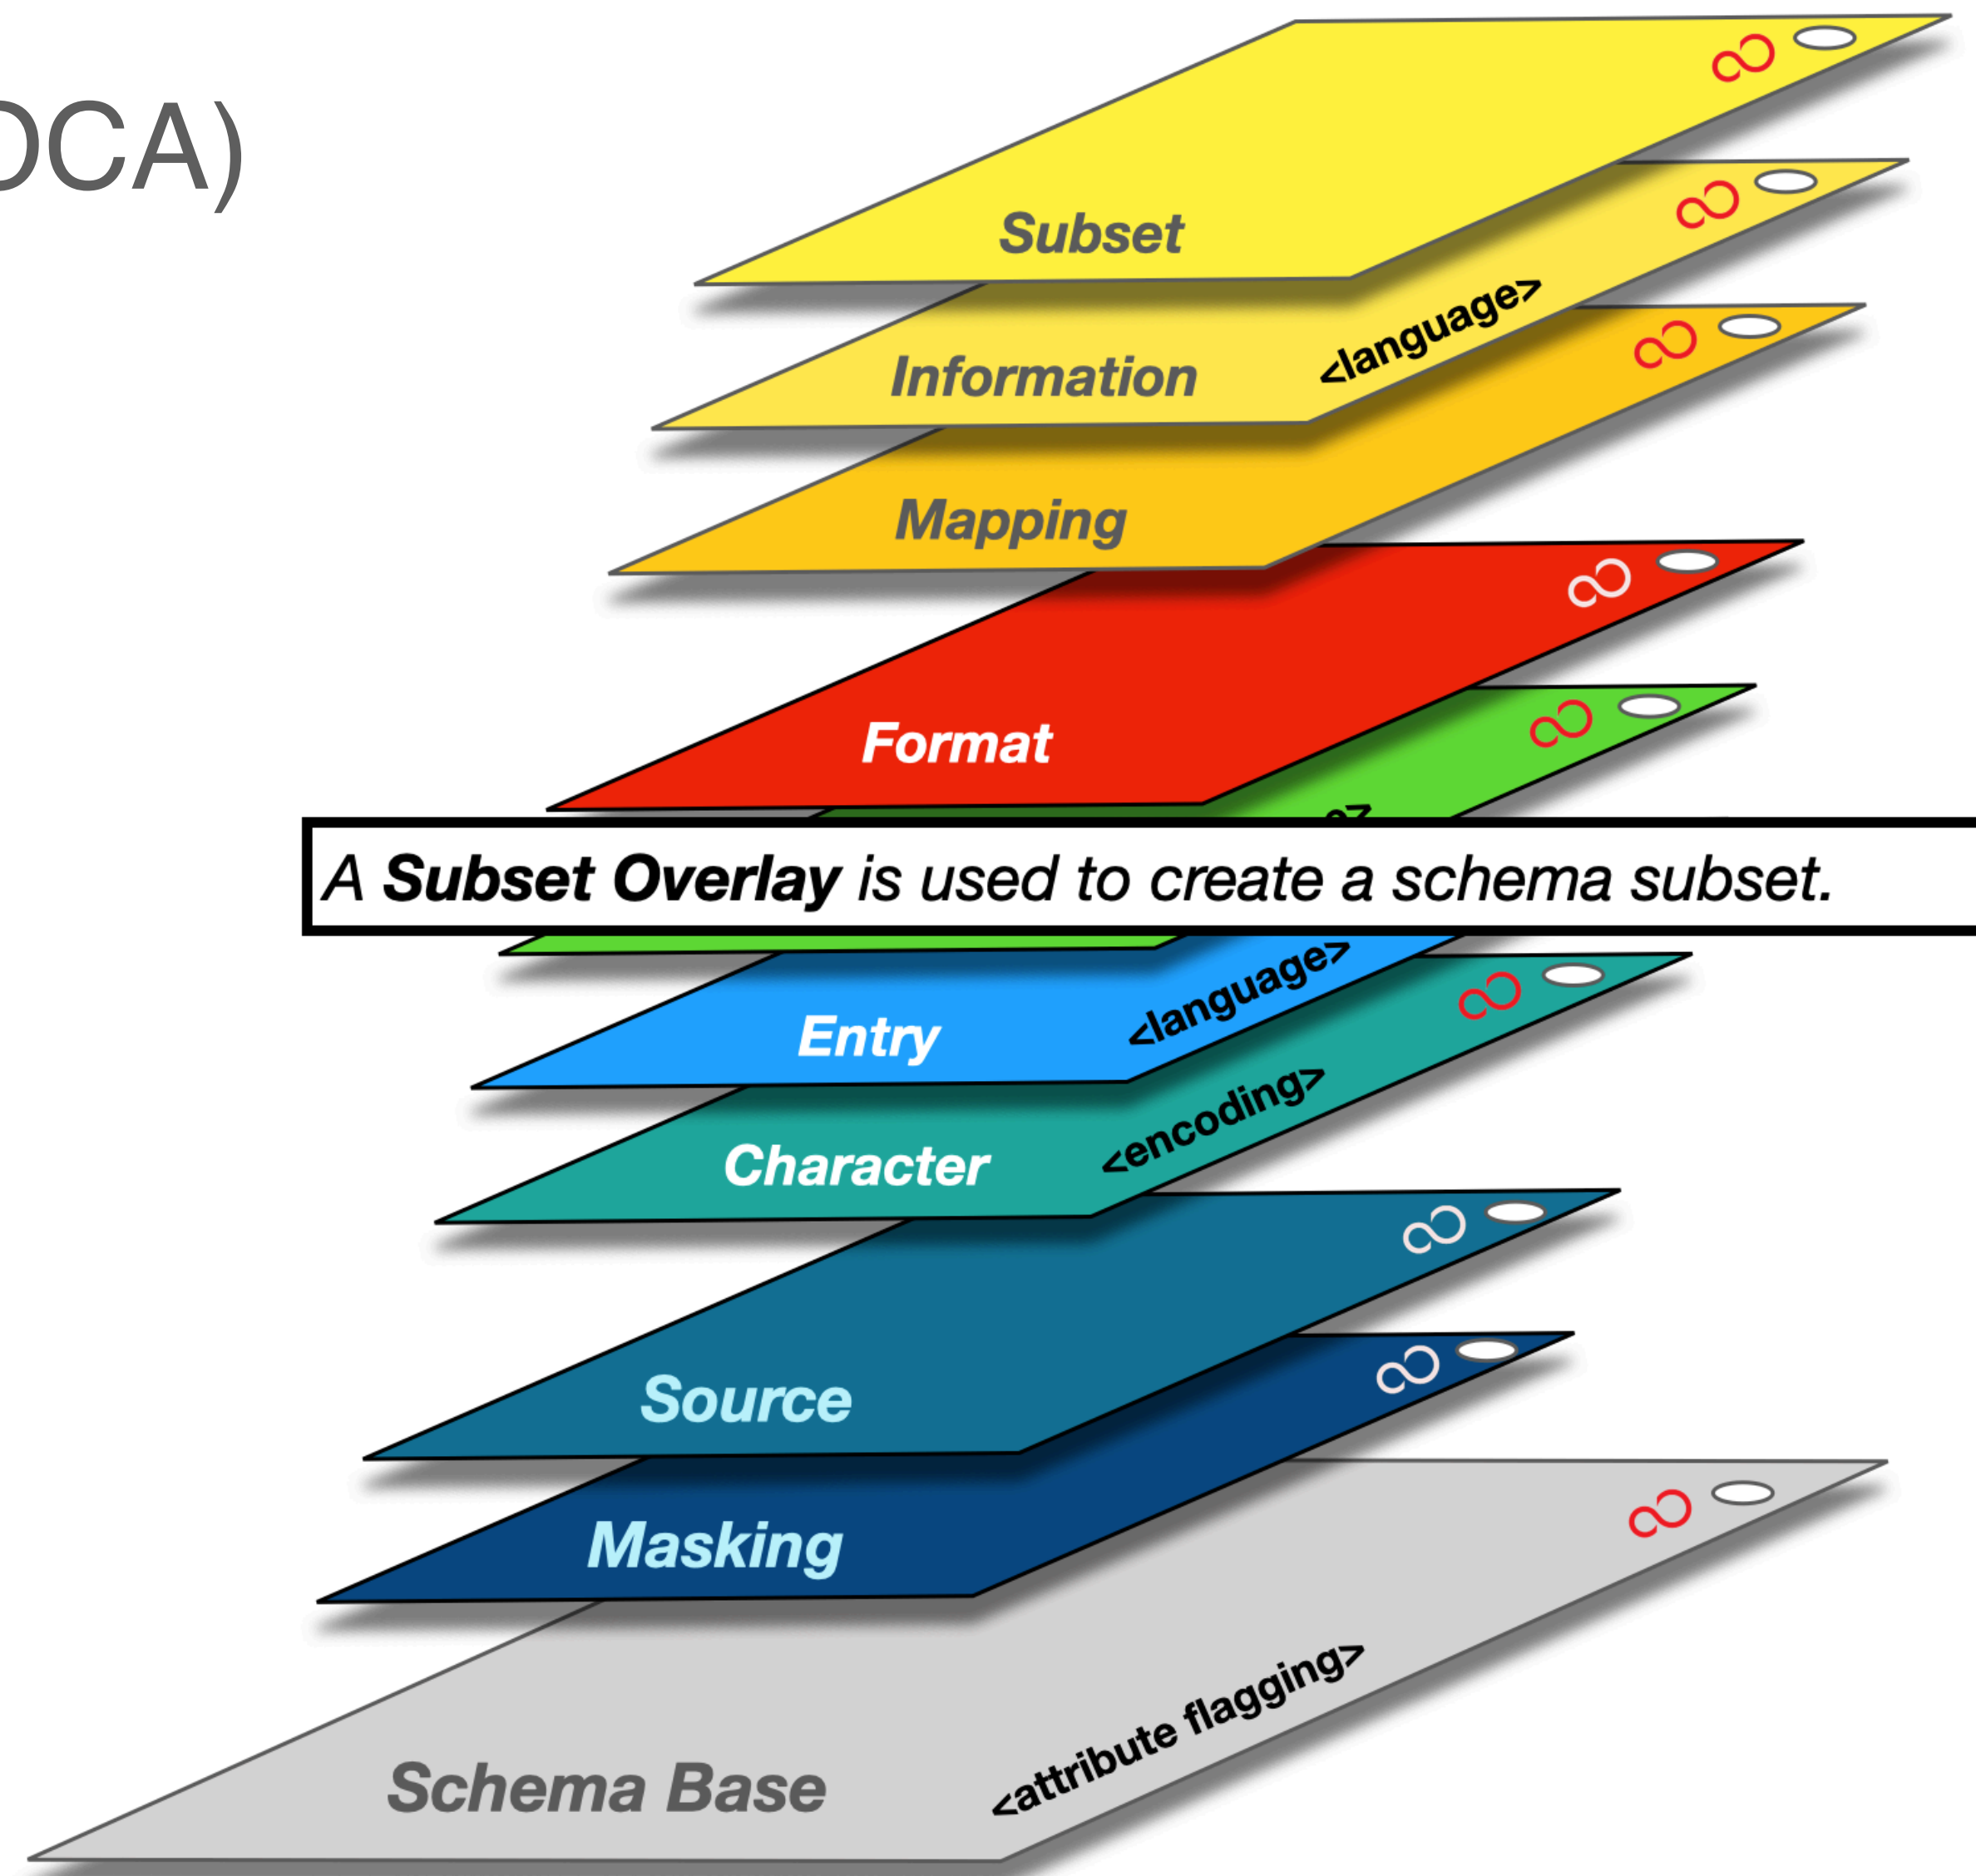 OCA)
Subset
Information
<language>
Mapping
Format
A Subset Overlay is used to create a schema subset.
Entry
<language>
Character
<encoding>
Source
Masking
Schema Base
<attribute flagging>